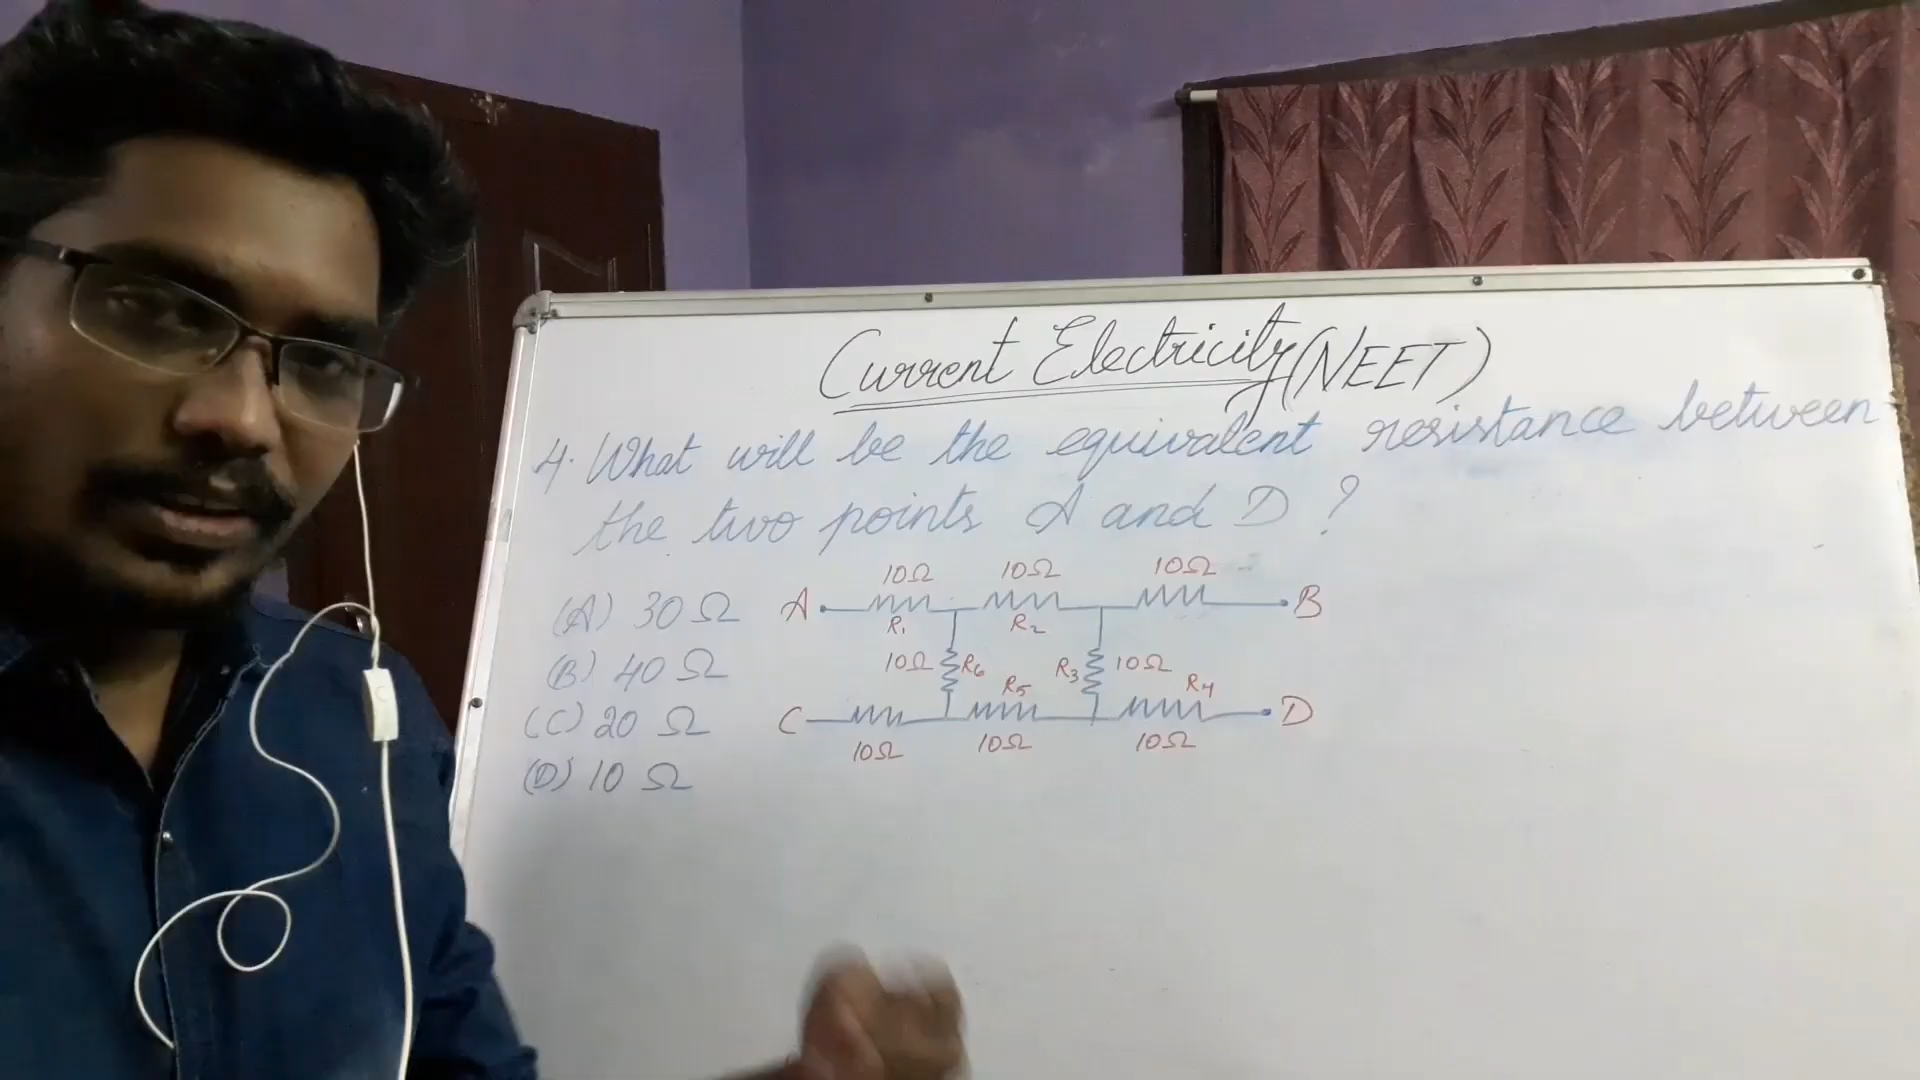 Current Electricity (NEET)
4. What will be the equivalent resistance between
the two points A and D ?
(A) 30 Ω
(B) 40 Ω
(C) 20 Ω
(D) 10 Ω
10Ω 10Ω 10Ω
A B
R1 R2
10Ω R6 R3 10Ω
R5 R4
C D
10Ω 10Ω 10Ω